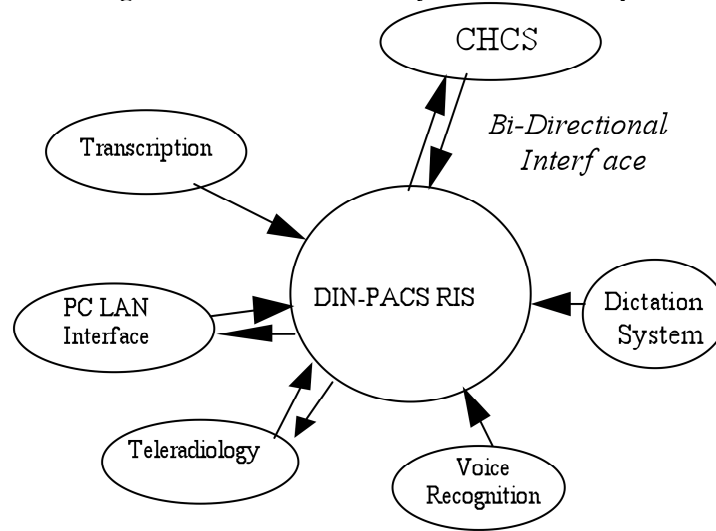 CHCS
Bi-Directional
Interface
Transcription
DIN-PACS RIS
PC LAN
Interface
Dictation
System
Teleradiology
Voice
Recognition